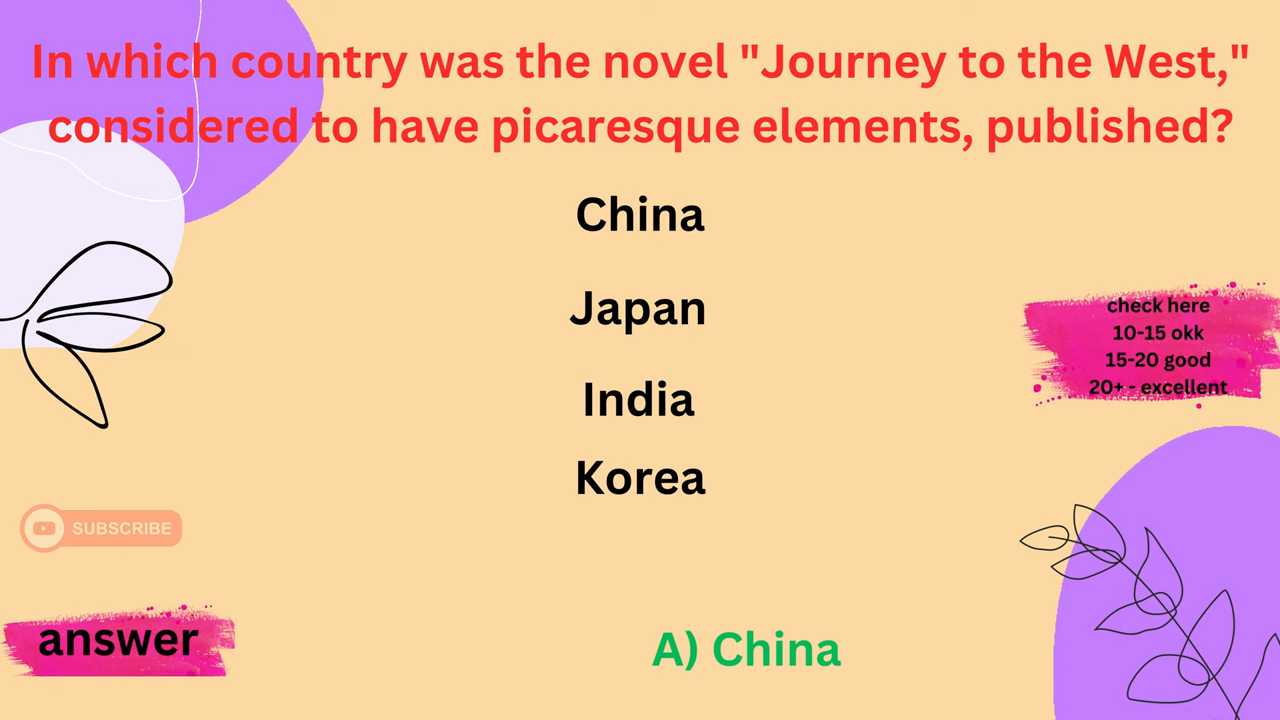 In which country was the novel "Journey to the West,"
considered to have picaresque elements, published?
China
Japan
India
Korea
check here
10-15 okk
15-20 good
20+ - excellent
SUBSCRIBE
answer
A) China